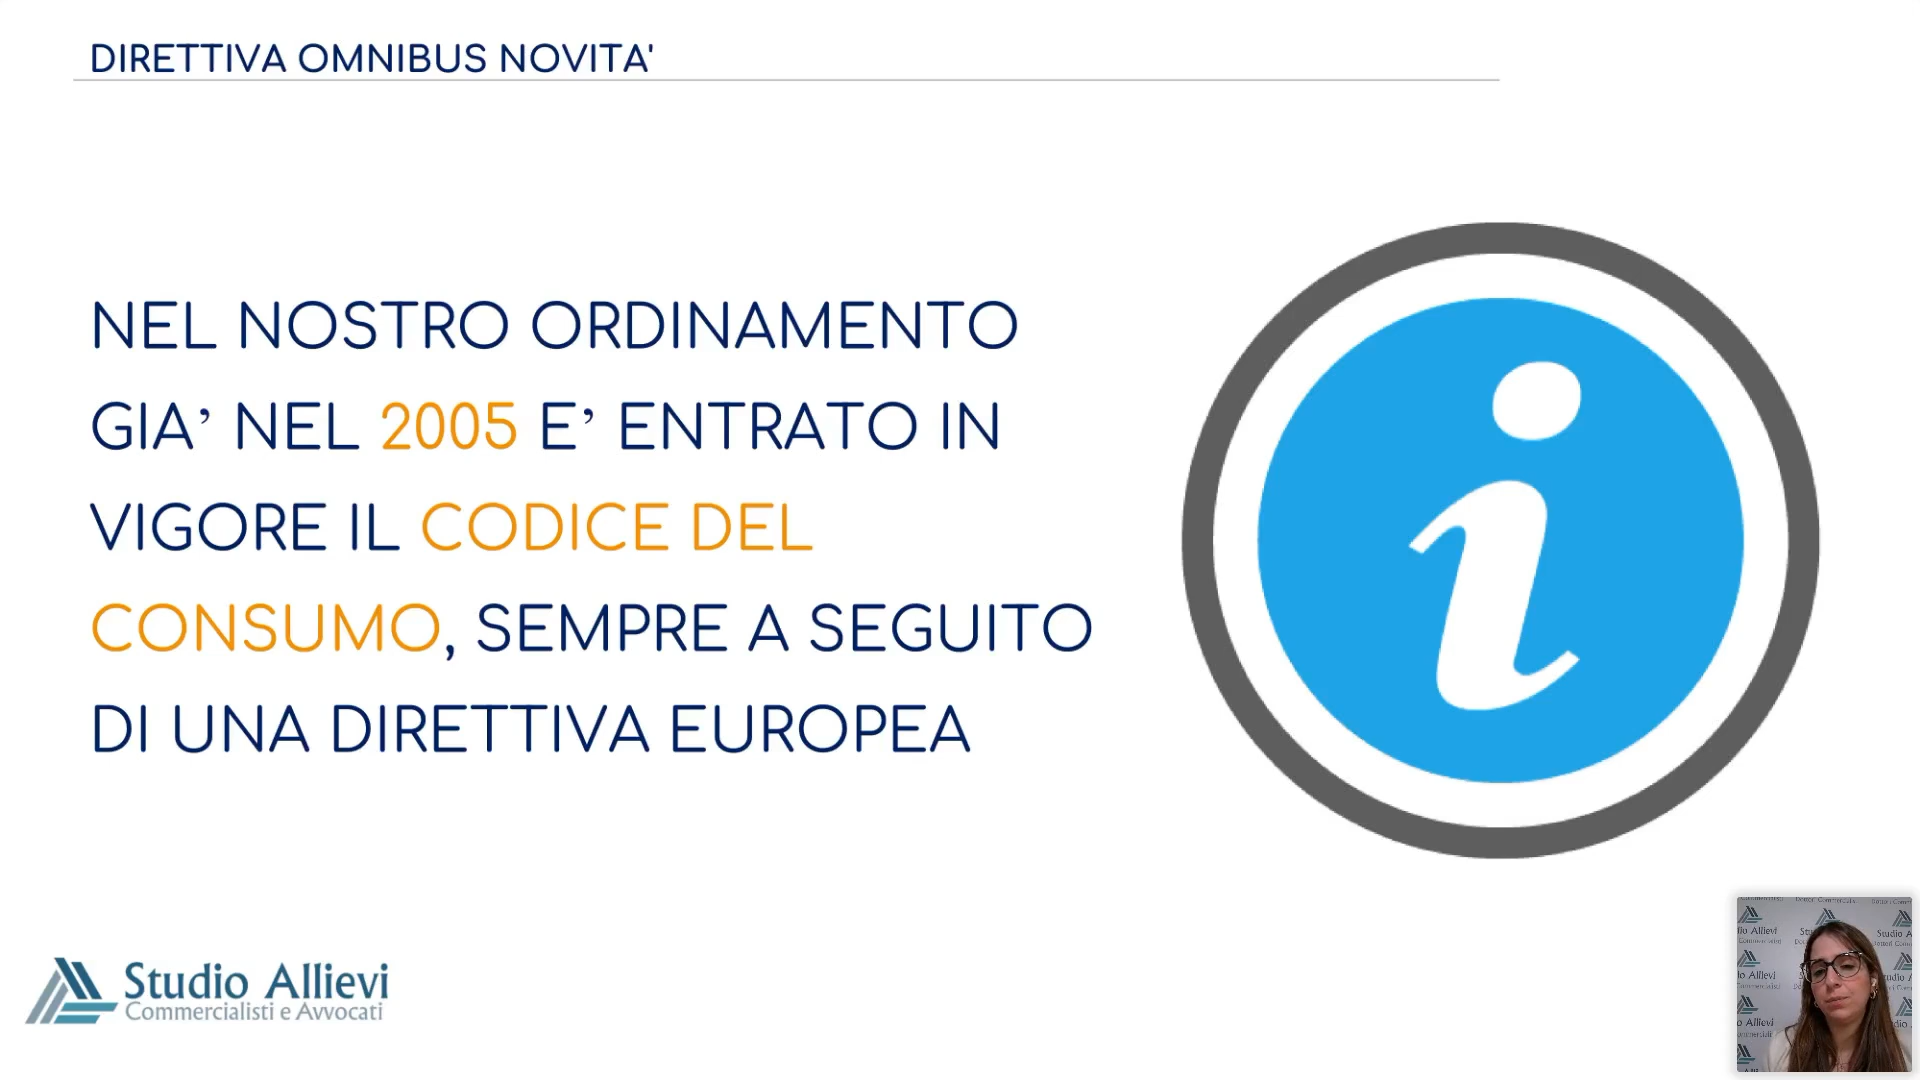 DIRETTIVA OMNIBUS NOVITA'
NEL NOSTRO ORDINAMENTO
GIA’ NEL 2005 E’ ENTRATO IN
VIGORE IL CODICE DEL
CONSUMO, SEMPRE A SEGUITO
DI UNA DIRETTIVA EUROPEA
Studio Allievi
Commercialisti e Avvocati